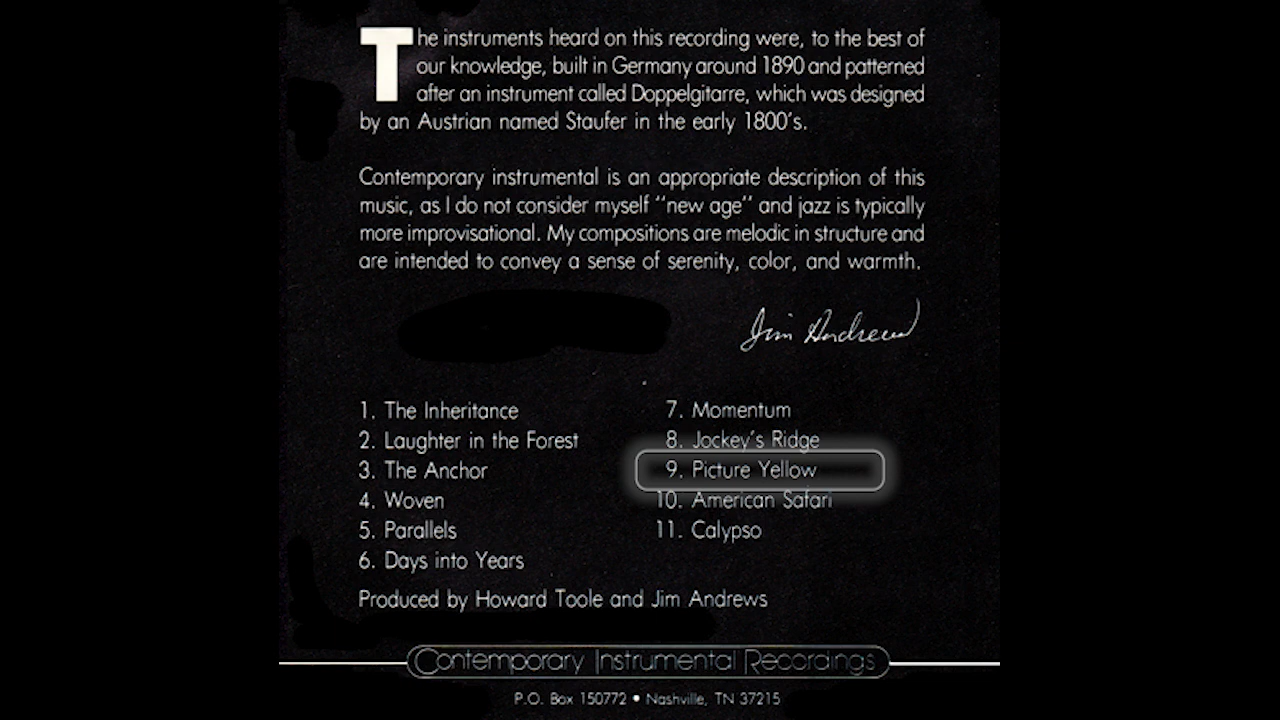 The instruments heard on this recording were, to the best of
our knowledge, built in Germany around 1890 and patterned
after an instrument called Doppelgitarre, which was designed
by an Austrian named Staufer in the early 1800's.
Contemporary instrumental is an appropriate description of this
music, as I do not consider myself "new age" and jazz is typically
more improvisational. My compositions are melodic in structure and
are intended to convey a sense of serenity, color, and warmth.
Jim Andrews
1. The Inheritance
2. Laughter in the Forest
3. The Anchor
4. Woven
5. Parallels
6. Days into Years
7. Momentum
8. Jockey's Ridge
9. Picture Yellow
10. American Safari
11. Calypso
Produced by Howard Toole and Jim Andrews
Contemporary Instrumental Recordings
P.O. Box 150772 • Nashville, TN 37215